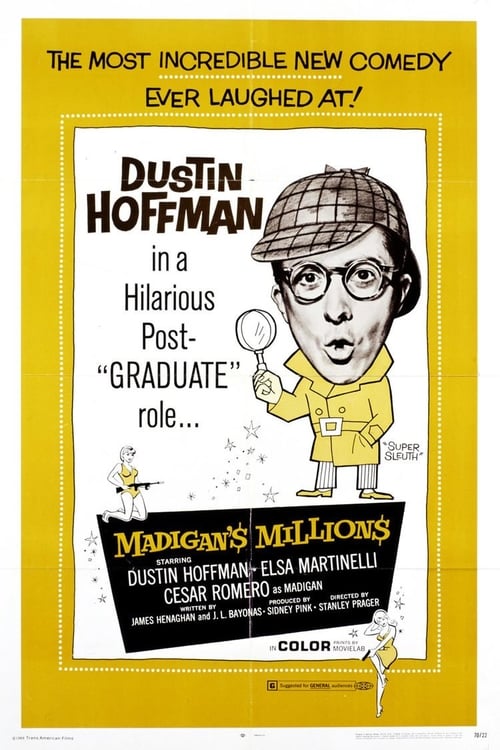 THE MOST INCREDIBLE NEW COMEDY
EVER LAUGHED AT!
DUSTIN
HOFFMAN
in a
Hilarious
Post-
"GRADUATE"
role...
"SUPER
SLEUTH"
MADIGAN'$ MILLION$
STARRING
DUSTIN HOFFMAN · ELSA MARTINELLI
CESAR ROMERO as MADIGAN
WRITTEN BY
JAMES HENAGHAN and J. L. BAYONAS ·
PRODUCED BY
SIDNEY PINK ·
DIRECTED BY
STANLEY PRAGER
IN COLOR
PRINTS BY
MOVIELAB
G Suggested for GENERAL audiences
70/22